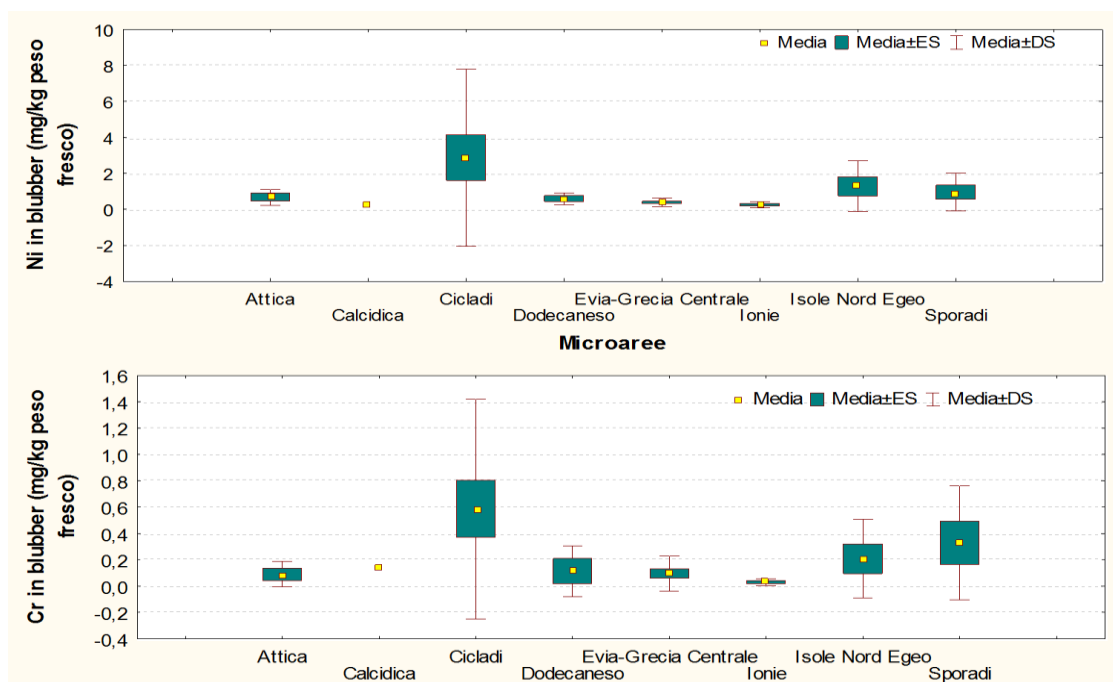 Ni in blubber (mg/kg peso
fresco)
10
8
6
4
2
0
-2
-4
Media Media±ES Media±DS
Attica Cicladi Evia-Grecia Centrale Isole Nord Egeo
Calcidica Dodecaneso Ionie Sporadi
Microaree
Cr in blubber (mg/kg peso
fresco)
1,6
1,4
1,2
1,0
0,8
0,6
0,4
0,2
0,0
-0,2
-0,4
Media Media±ES Media±DS
Attica Cicladi Evia-Grecia Centrale Isole Nord Egeo
Calcidica Dodecaneso Ionie Sporadi